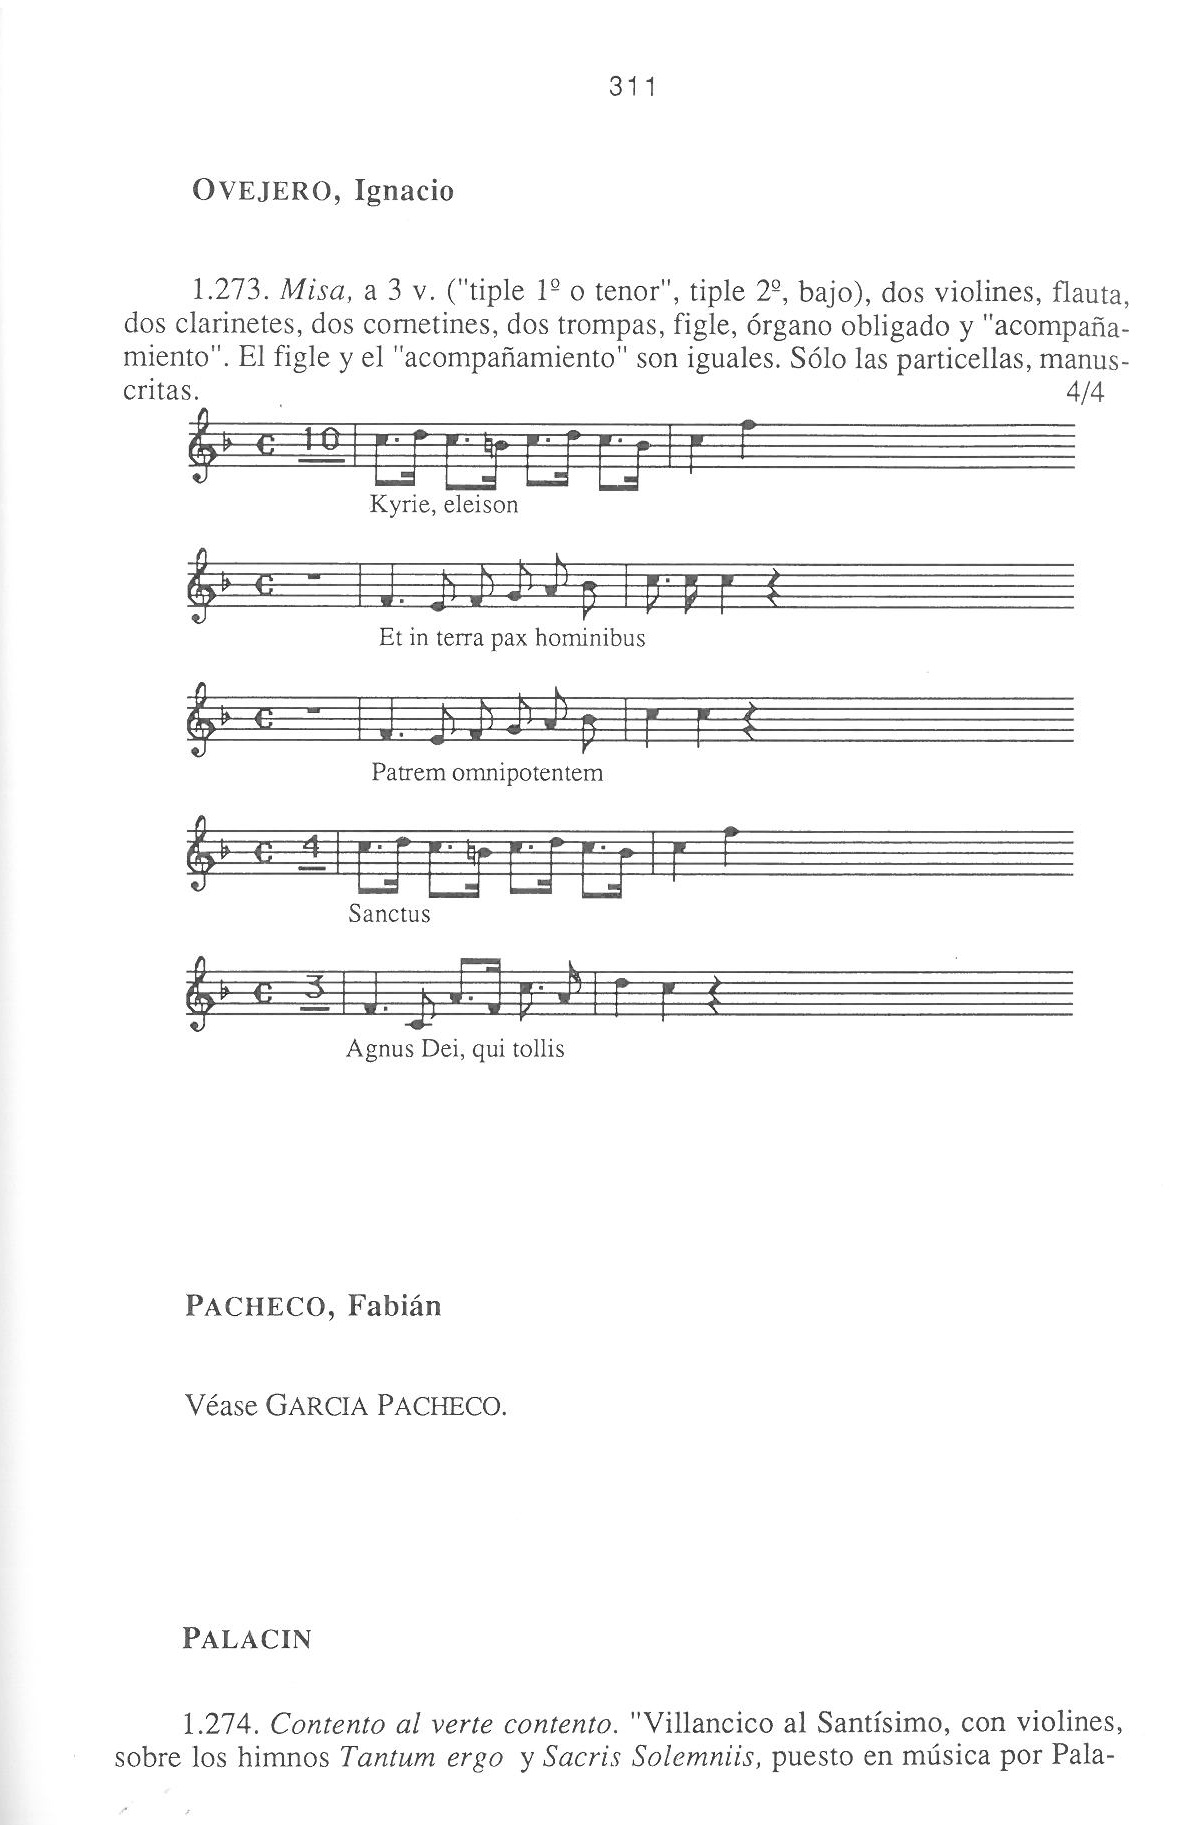 311
OVEJERO, Ignacio
1.273. Misa, a 3 v. ("tiple 1º o tenor", tiple 2º, bajo), dos violines, flauta,
dos clarinetes, dos cornetines, dos trompas, figle, órgano obligado y "acompaña-
miento". El figle y el "acompañamiento" son iguales. Sólo las particellas, manus-
critas. 4/4
10
Kyrie, eleison
Et in terra pax hominibus
Patrem omnipotentem
4
Sanctus
3
Agnus Dei, qui tollis
PACHECO, Fabián
Véase GARCIA PACHECO.
PALACIN
1.274. Contento al verte contento. "Villancico al Santísimo, con violines,
sobre los himnos Tantum ergo y Sacris Solemniis, puesto en música por Pala-